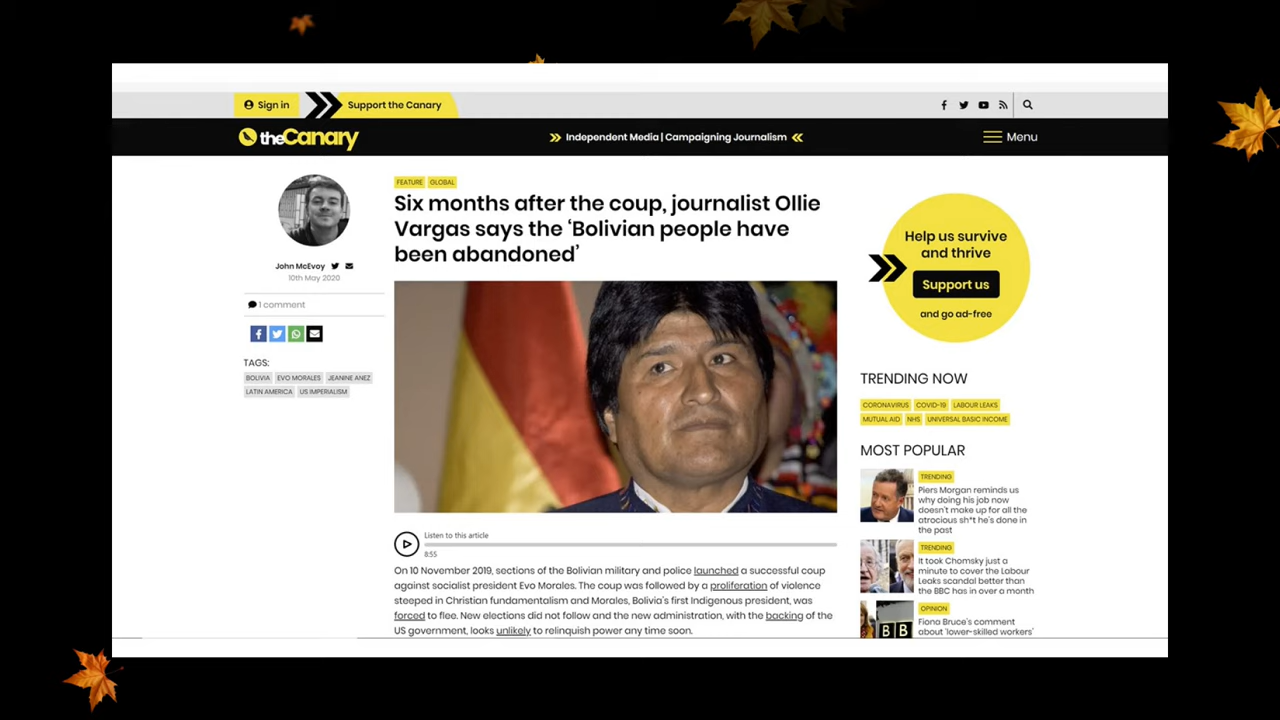 Sign in
Support the Canary
theCanary
Independent Media | Campaigning Journalism
Menu
John McEvoy
10th May 2020
1 comment
TAGS:
BOLIVIA EVO MORALES JEANINE ANEZ
LATIN AMERICA US IMPERIALISM
FEATURE GLOBAL
Six months after the coup, journalist Ollie
Vargas says the ‘Bolivian people have
been abandoned’
Listen to this article
8:55
On 10 November 2019, sections of the Bolivian military and police launched a successful coup
against socialist president Evo Morales. The coup was followed by a proliferation of violence
steeped in Christian fundamentalism and Morales, Bolivia's first Indigenous president, was
forced to flee. New elections did not follow and the new administration, with the backing of the
US government, looks unlikely to relinquish power any time soon.
Help us survive
and thrive
Support us
and go ad-free
TRENDING NOW
CORONAVIRUS COVID-19 LABOUR LEAKS
MUTUAL AID NHS UNIVERSAL BASIC INCOME
MOST POPULAR
TRENDING
Piers Morgan reminds us
why doing his job now
doesn't make up for all the
atrocious sh*t he's done in
the past
TRENDING
It took Chomsky just a
minute to cover the Labour
Leaks scandal better than
the BBC has in over a month
OPINION
Fiona Bruce's comment
about 'lower-skilled workers'
B B